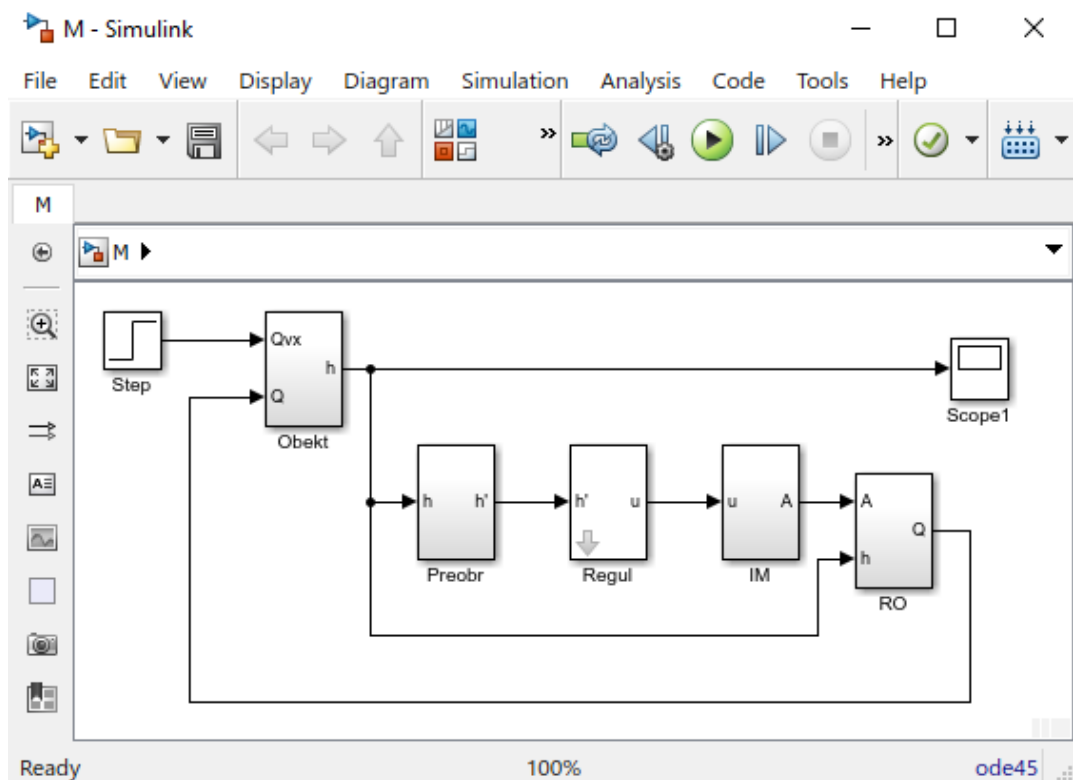 M - Simulink
File Edit View Display Diagram Simulation Analysis Code Tools Help
» »
M
M
Step
Qvx
Q
h
Obekt
Scope1
h h'
Preobr
h' u
Regul
u A
IM
A
h
Q
RO
Ready 100% ode45